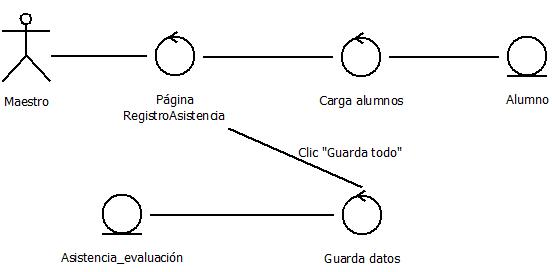 Maestro
Página
RegistroAsistencia
Carga alumnos
Alumno
Clic "Guarda todo"
Asistencia_evaluación
Guarda datos